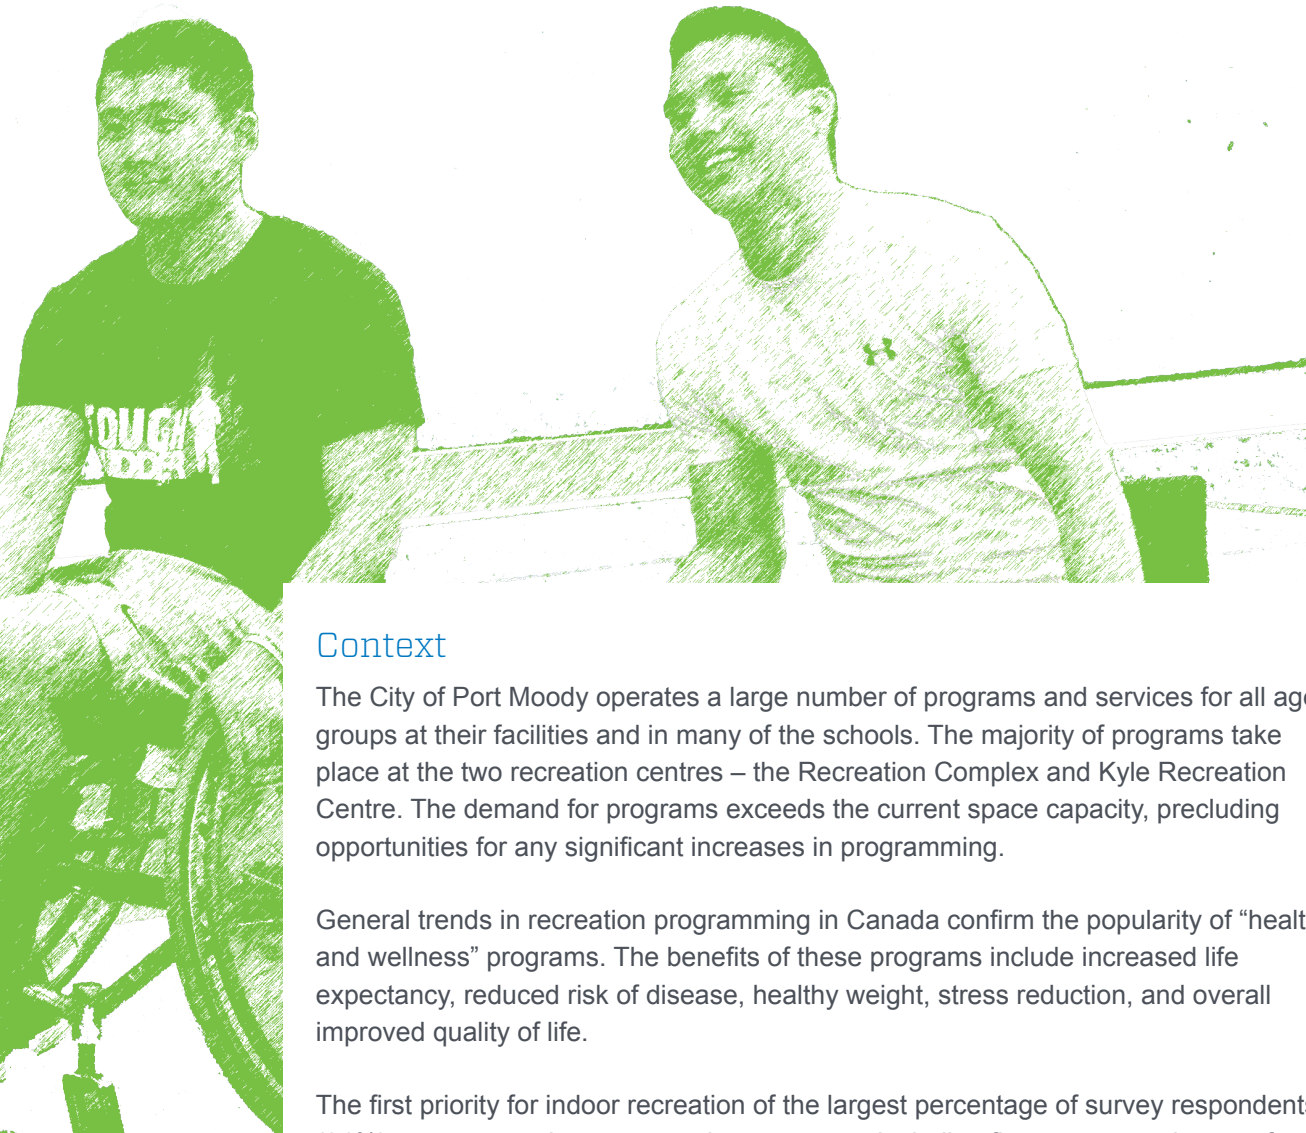 OUGH
UDDER
Context
The City of Port Moody operates a large number of programs and services for all
groups at their facilities and in many of the schools. The majority of programs take
place at the two recreation centres – the Recreation Complex and Kyle Recreation
Centre. The demand for programs exceeds the current space capacity, precluding
opportunities for any significant increases in programming.
General trends in recreation programming in Canada confirm the popularity of “healt
and wellness” programs. The benefits of these programs include increased life
expectancy, reduced risk of disease, healthy weight, stress reduction, and overall
improved quality of life.
The first priority for indoor recreation of the largest percentage of survey respondents